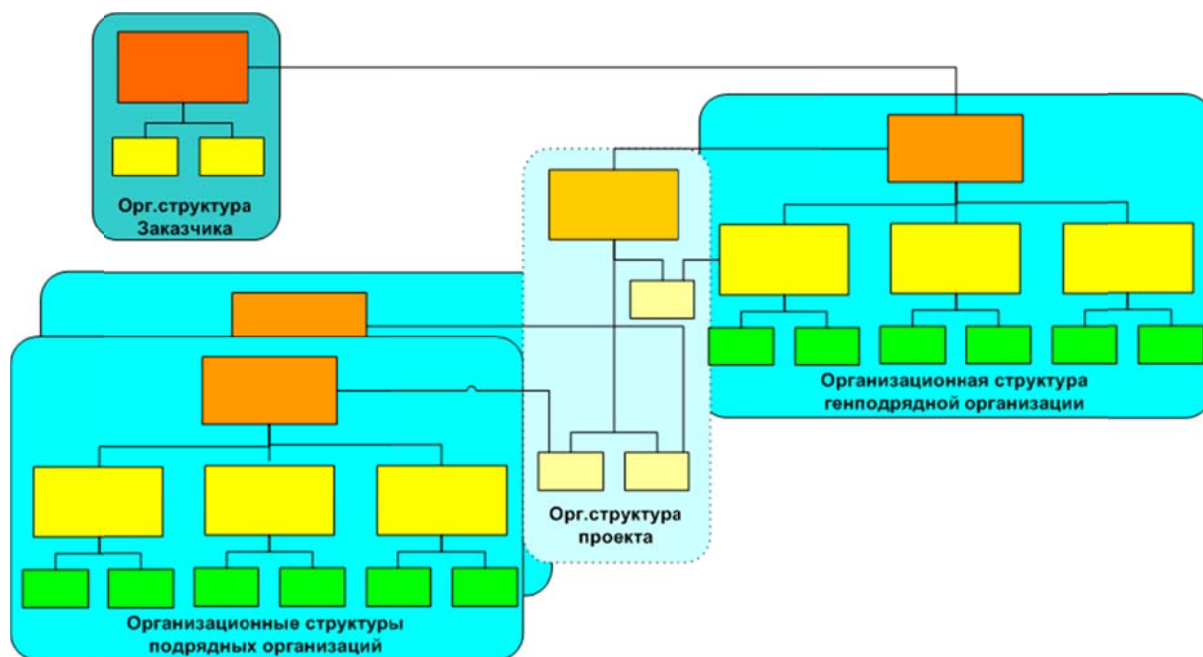 Орг.структура
Заказчика
Организационная структура
генподрядной организации
Орг.структура
проекта
Организационные структуры
подрядных организаций